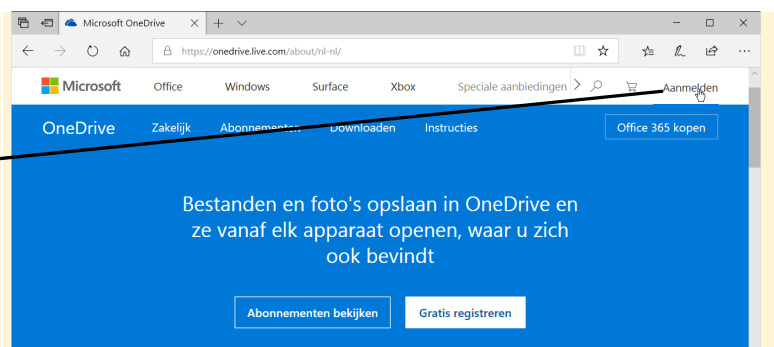 Microsoft OneDrive
https://onedrive.live.com/about/nl-nl/
Microsoft Office Windows Surface Xbox Speciale aanbiedingen Aanmelden
OneDrive Zakelijk Abonnementen Downloaden Instructies Office 365 kopen
Bestanden en foto's opslaan in OneDrive en
ze vanaf elk apparaat openen, waar u zich
ook bevindt
Abonnementen bekijken Gratis registreren